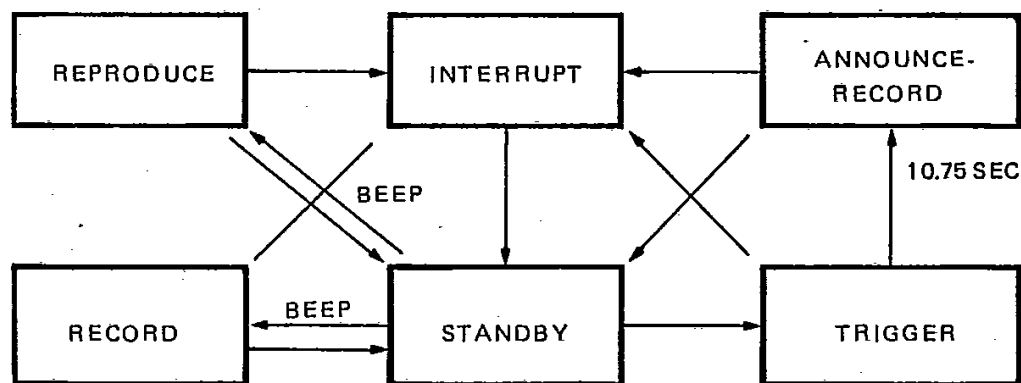 REPRODUCE
INTERRUPT
ANNOUNCE-
RECORD
BEEP
10.75 SEC
RECORD
BEEP
STANDBY
TRIGGER